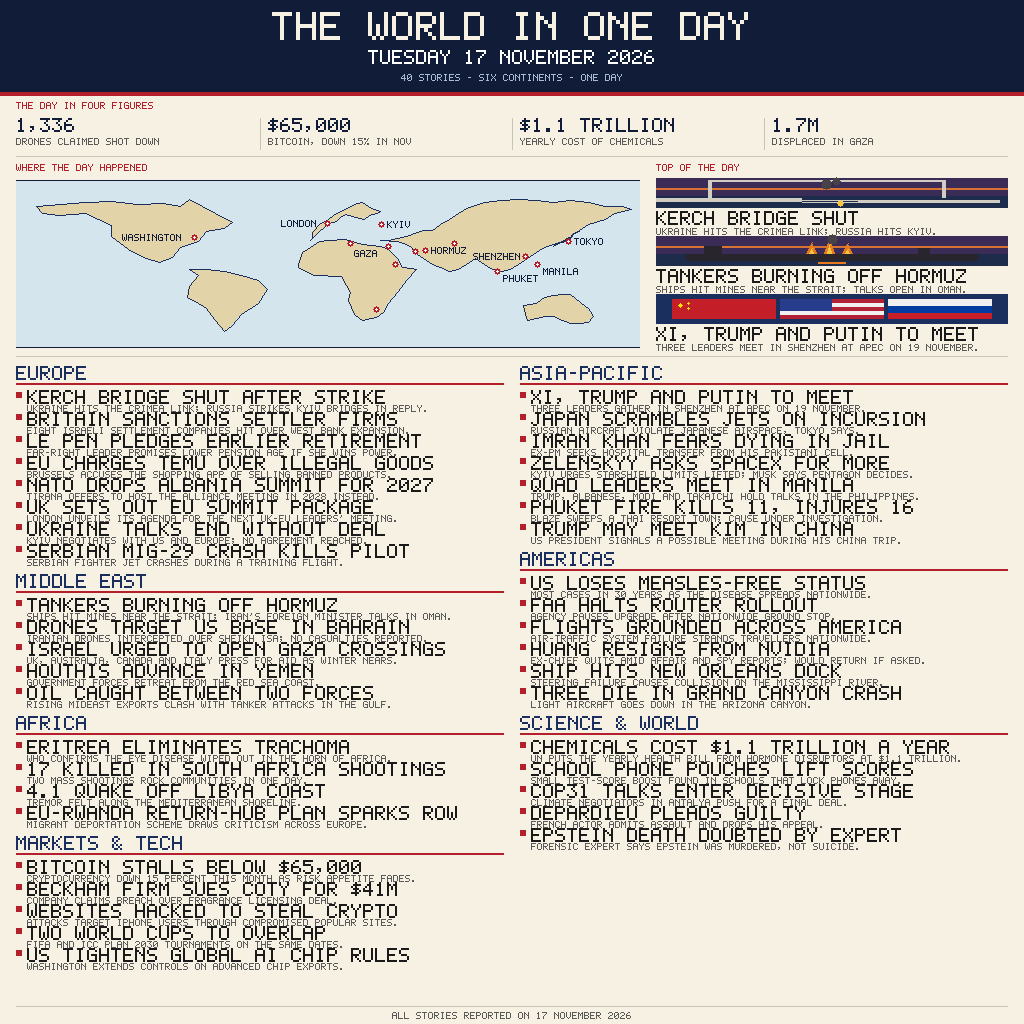 THE WORLD IN ONE DAY
TUESDAY 17 NOVEMBER 2026
40 STORIES - SIX CONTINENTS - ONE DAY
THE DAY IN FOUR FIGURES
1,336
DRONES CLAIMED SHOT DOWN
$65,000
BITCOIN, DOWN 15% IN NOV
$1.1 TRILLION
YEARLY COST OF CHEMICALS
1.7M
DISPLACED IN GAZA
WHERE THE DAY HAPPENED
WASHINGTON
LONDON
KYIV
GAZA
HORMUZ
SHENZHEN
TOKYO
PHUKET
MANILA
TOP OF THE DAY
KERCH BRIDGE SHUT
UKRAINE HITS THE CRIMEA LINK; RUSSIA HITS KYIV.
TANKERS BURNING OFF HORMUZ
SHIPS HIT MINES NEAR THE STRAIT; TALKS OPEN IN OMAN.
XI, TRUMP AND PUTIN TO MEET
THREE LEADERS MEET IN SHENZHEN AT APEC ON 19 NOVEMBER.
EUROPE
KERCH BRIDGE SHUT AFTER STRIKE
UKRAINE HITS THE CRIMEA LINK; RUSSIA STRIKES KYIV BRIDGES IN REPLY.
BRITAIN SANCTIONS SETTLER FIRMS
EIGHT ISRAELI SETTLEMENT COMPANIES HIT OVER WEST BANK EXPANSION.
LE PEN PLEDGES EARLIER RETIREMENT
FAR-RIGHT LEADER PROMISES LOWER PENSION AGE IF SHE WINS POWER.
EU CHARGES TEMU OVER ILLEGAL GOODS
BRUSSELS ACCUSES THE SHOPPING APP OF SELLING BANNED PRODUCTS.
NATO DROPS ALBANIA SUMMIT FOR 2027
TIRANA OFFERS TO HOST THE ALLIANCE MEETING IN 2028 INSTEAD.
UK SETS OUT EU SUMMIT PACKAGE
LONDON UNVEILS ITS AGENDA FOR THE NEXT UK-EU LEADERS' MEETING.
UKRAINE TALKS END WITHOUT DEAL
KYIV NEGOTIATES WITH US AND EUROPE; NO AGREEMENT REACHED.
SERBIAN MIG-29 CRASH KILLS PILOT
SERBIAN FIGHTER JET CRASHES DURING A TRAINING FLIGHT.
MIDDLE EAST
TANKERS BURNING OFF HORMUZ
SHIPS HIT MINES NEAR THE STRAIT; IRAN'S FOREIGN MINISTER TALKS IN OMAN.
DRONES TARGET US BASE IN BAHRAIN
IRANIAN DRONES INTERCEPTED OVER SHEIKH ISA; NO CASUALTIES REPORTED.
ISRAEL URGED TO OPEN GAZA CROSSINGS
UK, AUSTRALIA, CANADA AND ITALY PRESS FOR AID AS WINTER NEARS.
HOUTHIS ADVANCE IN YEMEN
GOVERNMENT FORCES RETREAT FROM THE RED SEA COAST.
OIL CAUGHT BETWEEN TWO FORCES
RISING MIDEAST EXPORTS CLASH WITH TANKER ATTACKS IN THE GULF.
AFRICA
ERITREA ELIMINATES TRACHOMA
WHO CONFIRMS THE EYE DISEASE WIPED OUT IN THE HORN OF AFRICA.
17 KILLED IN SOUTH AFRICA SHOOTINGS
TWO MASS SHOOTINGS ROCK COMMUNITIES IN ONE DAY.
4.1 QUAKE OFF LIBYA COAST
TREMOR FELT ALONG THE MEDITERRANEAN SHORELINE.
EU-RWANDA RETURN-HUB PLAN SPARKS ROW
MIGRANT DEPORTATION SCHEME DRAWS CRITICISM ACROSS EUROPE.
MARKETS & TECH
BITCOIN STALLS BELOW $65,000
CRYPTOCURRENCY DOWN 15 PERCENT THIS MONTH AS RISK APPETITE FADES.
BECKHAM FIRM SUES COTY FOR $41M
COMPANY CLAIMS BREACH OVER FRAGRANCE LICENSING DEAL.
WEBSITES HACKED TO STEAL CRYPTO
ATTACKS TARGET IPHONE USERS THROUGH COMPROMISED POPULAR SITES.
TWO WORLD CUPS TO OVERLAP
FIFA AND ICC PLAN 2030 TOURNAMENTS ON THE SAME DATES.
US TIGHTENS GLOBAL AI CHIP RULES
WASHINGTON EXTENDS CONTROLS ON ADVANCED CHIP EXPORTS.
ASIA-PACIFIC
XI, TRUMP AND PUTIN TO MEET
THREE LEADERS GATHER IN SHENZHEN AT APEC ON 19 NOVEMBER.
JAPAN SCRAMBLES JETS ON INCURSION
RUSSIAN AIRCRAFT VIOLATE JAPANESE AIRSPACE, TOKYO SAYS.
IMRAN KHAN FEARS DYING IN JAIL
EX-PM SEEKS HOSPITAL TRANSFER FROM HIS PAKISTANI CELL.
ZELENSKYY ASKS SPACEX FOR MORE
KYIV URGES STARSHIELD LIMITS LIFTED; MUSK SAYS PENTAGON DECIDES.
QUAD LEADERS MEET IN MANILA
TRUMP, ALBANESE, MODI AND TAKAICHI HOLD TALKS IN THE PHILIPPINES.
PHUKET FIRE KILLS 11, INJURES 16
BLAZE SWEEPS A THAI RESORT TOWN; CAUSE UNDER INVESTIGATION.
TRUMP MAY MEET KIM IN CHINA
US PRESIDENT SIGNALS A POSSIBLE MEETING DURING HIS CHINA TRIP.
AMERICAS
US LOSES MEASLES-FREE STATUS
MOST CASES IN 30 YEARS AS THE DISEASE SPREADS NATIONWIDE.
FAA HALTS ROUTER ROLLOUT
AGENCY PAUSES UPGRADE AFTER NATIONWIDE GROUND STOP.
FLIGHTS GROUNDED ACROSS AMERICA
AIR-TRAFFIC SYSTEM FAILURE STRANDS TRAVELLERS NATIONWIDE.
HUANG RESIGNS FROM NVIDIA
EX-CHIEF QUITS AMID AFFAIR AND SPY REPORTS; WOULD RETURN IF ASKED.
SHIP HITS NEW ORLEANS DOCK
STEERING FAILURE CAUSES COLLISION ON THE MISSISSIPPI RIVER.
THREE DIE IN GRAND CANYON CRASH
LIGHT AIRCRAFT GOES DOWN IN THE ARIZONA CANYON.
SCIENCE & WORLD
CHEMICALS COST $1.1 TRILLION A YEAR
UN PUTS THE YEARLY HEALTH BILL FROM HORMONE DISRUPTORS AT $1.1 TRILLION.
SCHOOL PHONE POUCHES LIFT SCORES
SMALL TEST-SCORE BOOST FOUND IN SCHOOLS THAT LOCK PHONES AWAY.
COP31 TALKS ENTER DECISIVE STAGE
CLIMATE NEGOTIATORS IN ANTALYA PUSH FOR A FINAL DEAL.
DEPARDIEU PLEADS GUILTY
FRENCH ACTOR ADMITS ASSAULT AND DROPS HIS APPEAL.
EPSTEIN DEATH DOUBTED BY EXPERT
FORENSIC EXPERT SAYS EPSTEIN WAS MURDERED, NOT SUICIDE.
ALL STORIES REPORTED ON 17 NOVEMBER 2026